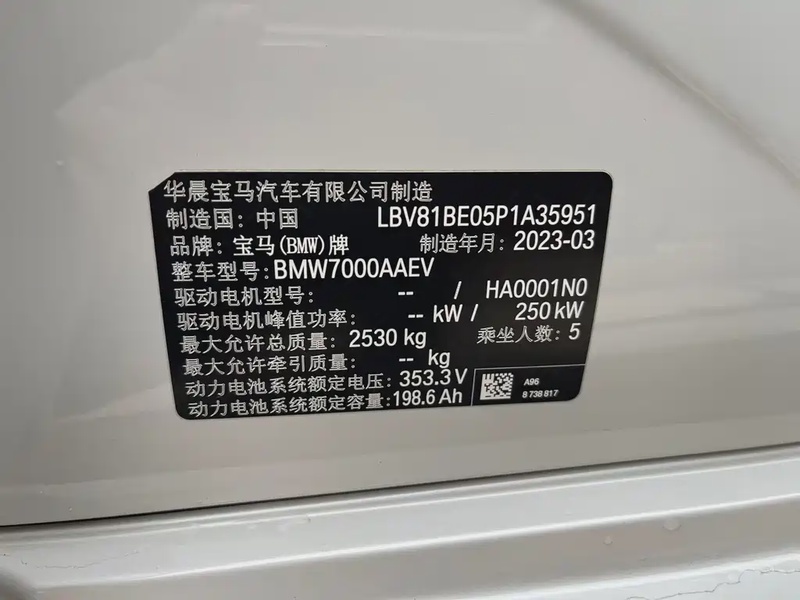 华晨宝马汽车有限公司制造
制造国: 中国 LBV81BE05P1A35951
品牌: 宝马(BMW)牌 制造年月: 2023-03
整车型号: BMW7000AAEV
驱动电机型号: -- / HA0001N0
驱动电机峰值功率: -- kW / 250 kW
最大允许总质量: 2530 kg 乘坐人数: 5
最大允许牵引质量: -- kg
动力电池系统额定电压: 353.3 V
动力电池系统额定容量: 198.6 Ah
A96
8 738 817